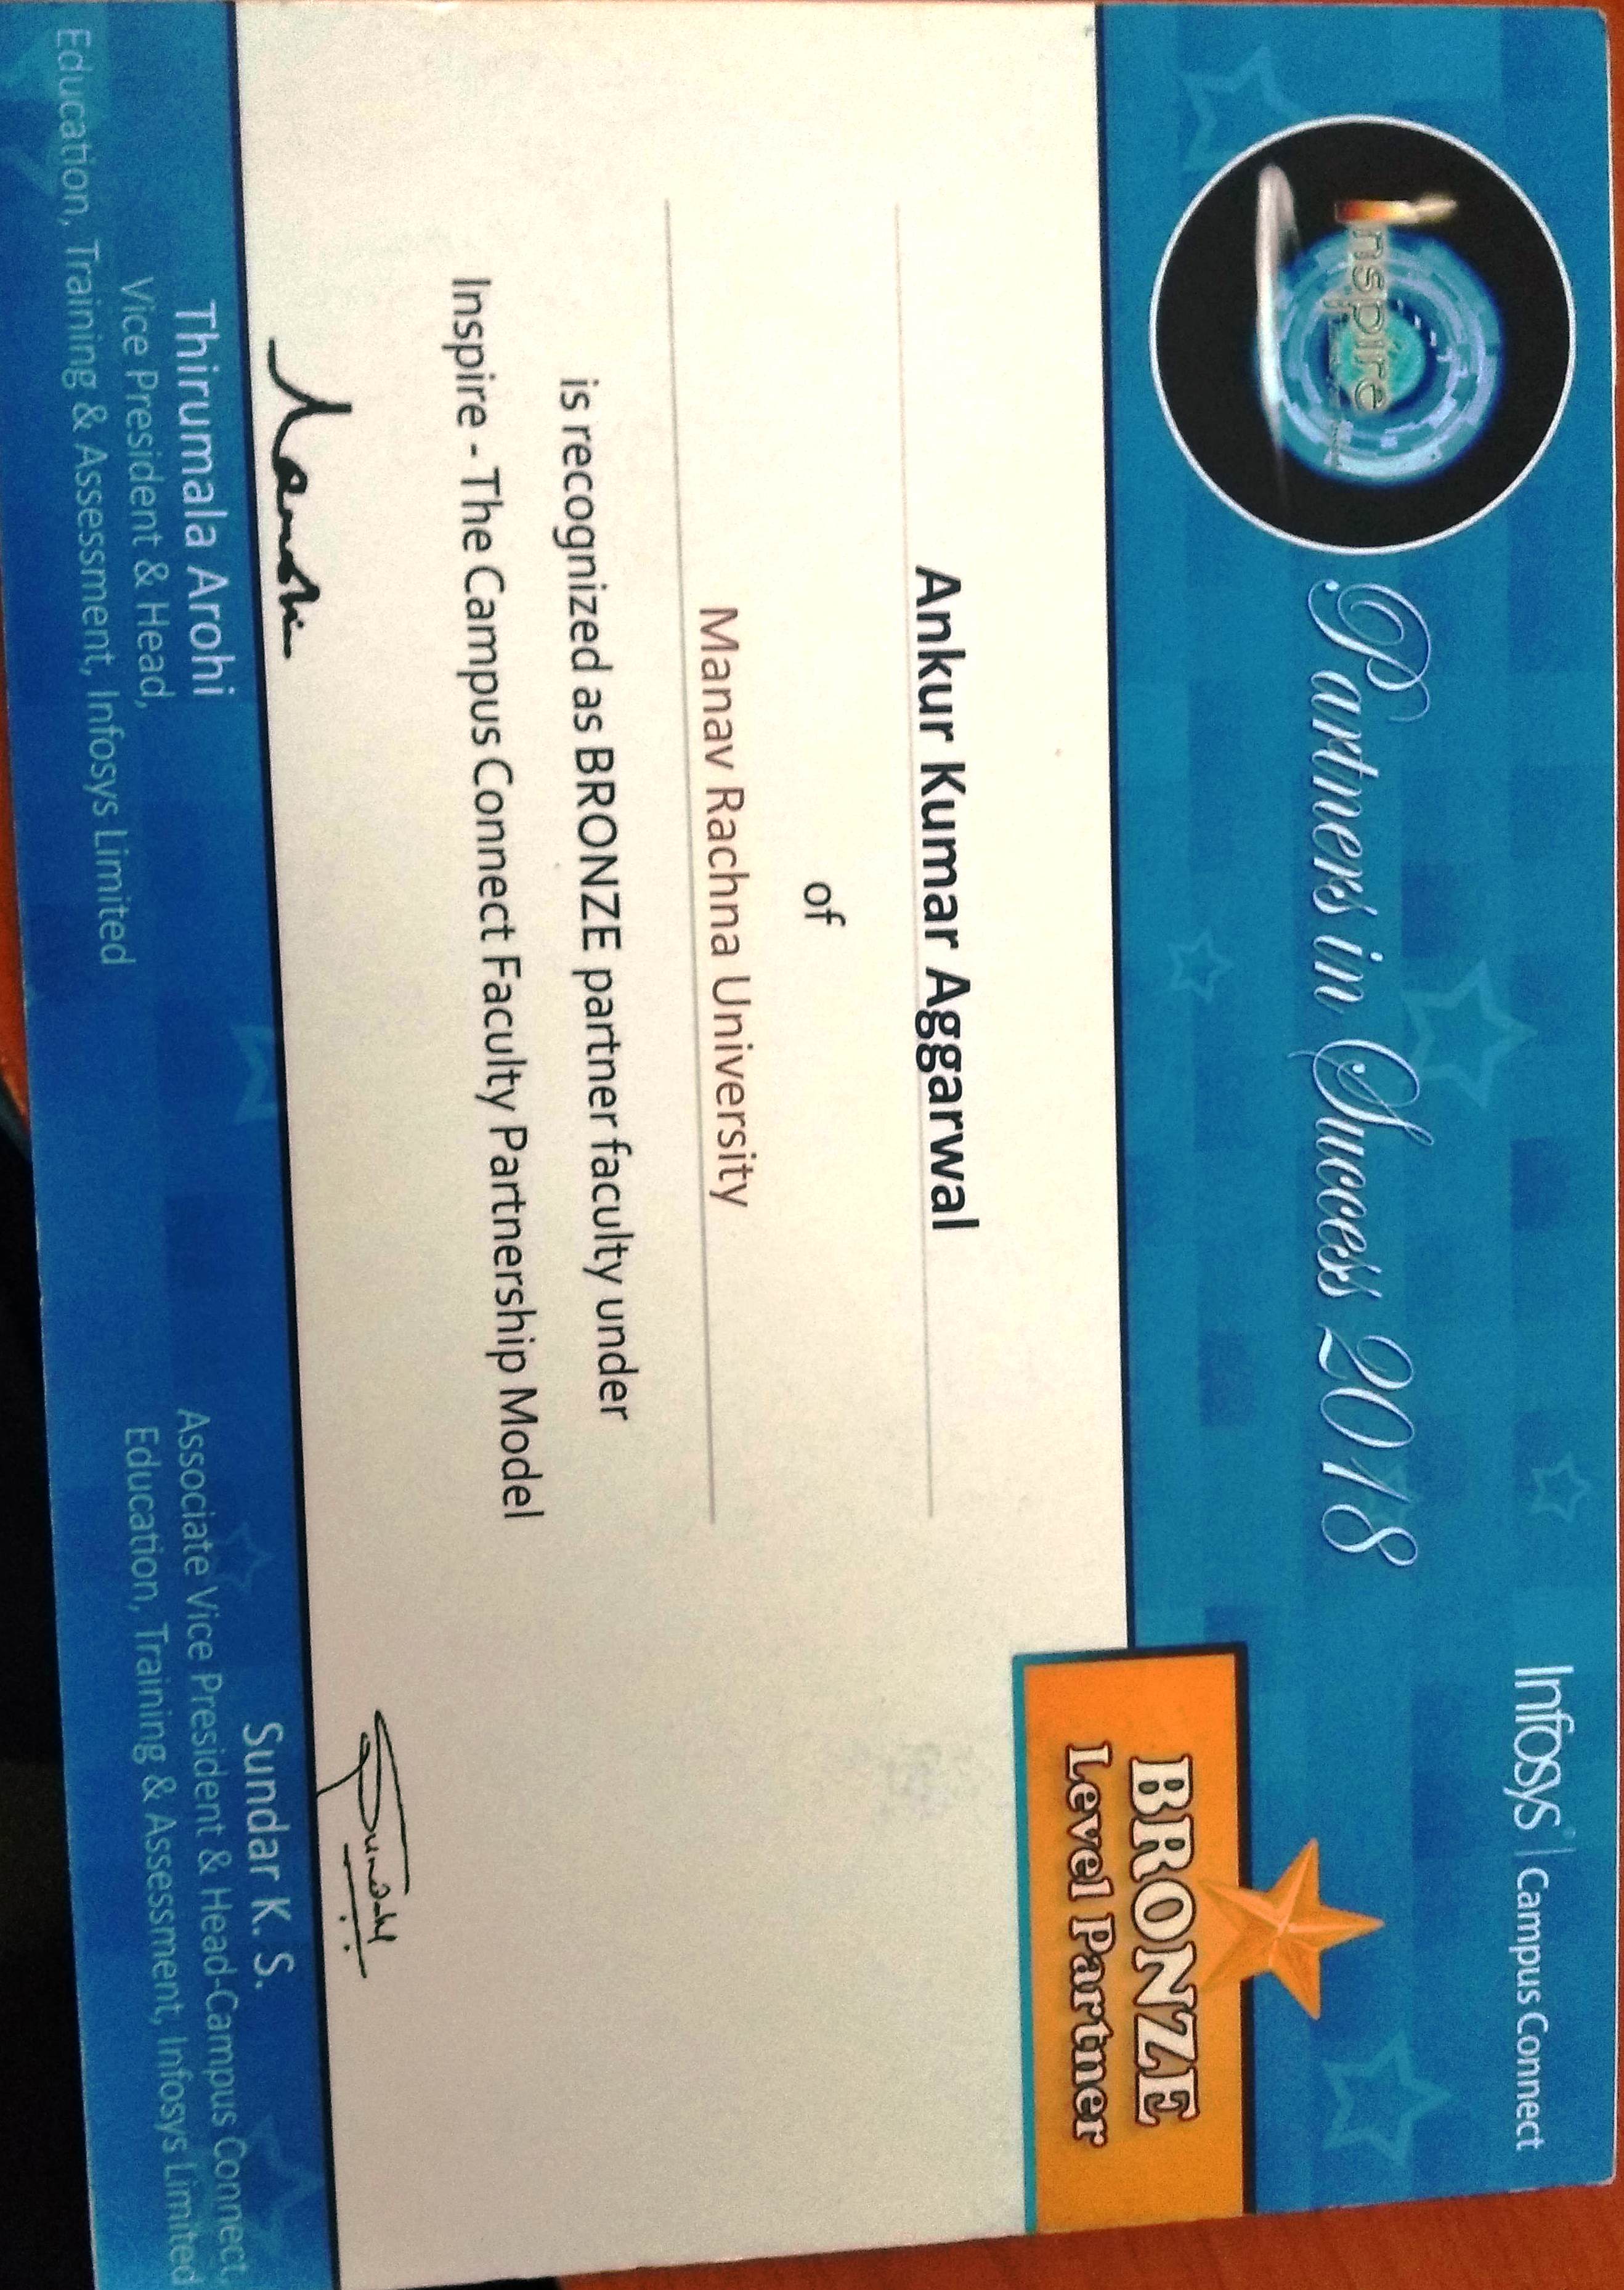 Infosys | Campus Connect
Inspire
Partners in Success 2018
BRONZE
Level Partner
Ankur Kumar Aggarwal
of
Manav Rachna University
is recognized as BRONZE partner faculty under
Inspire - The Campus Connect Faculty Partnership Model
Thirumala Arohi
Vice President & Head,
Education, Training & Assessment, Infosys Limited
Sundar K. S.
Associate Vice President & Head-Campus Connect,
Education, Training & Assessment, Infosys Limited